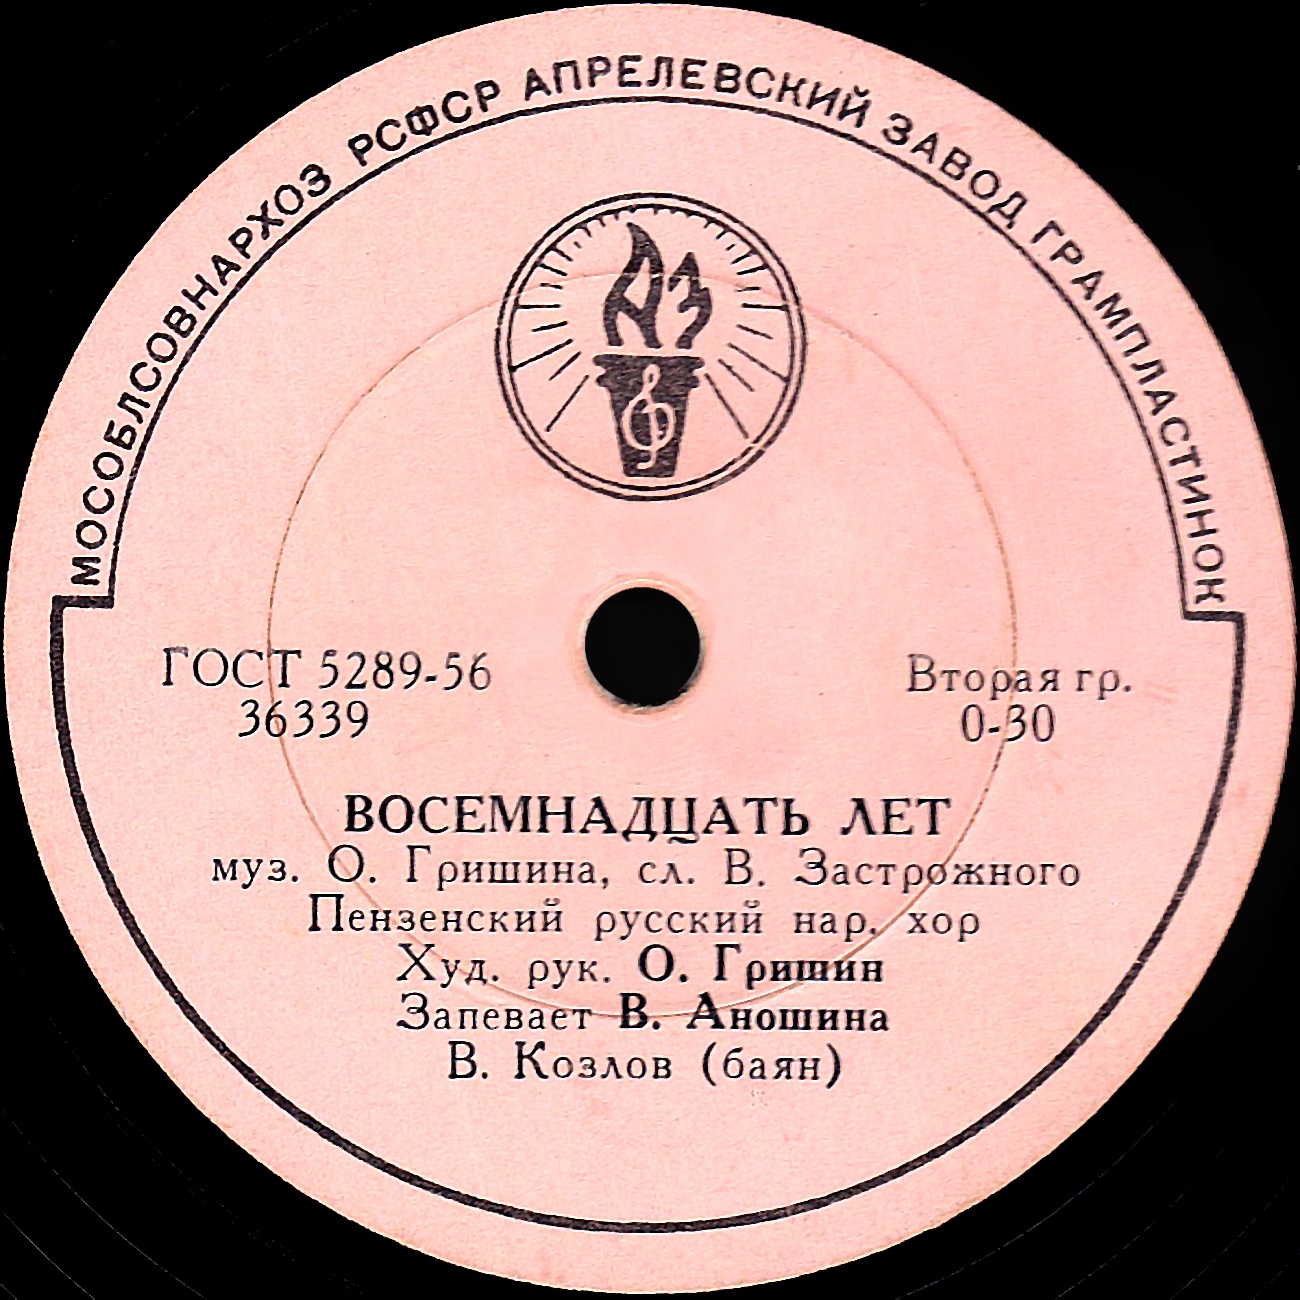 МОСОБЛСОВНАРХОЗ РСФСР АПРЕЛЕВСКИЙ ЗАВОД ГРАМПЛАСТИНОК
АЗ
ГОСТ 5289-56
36339
Вторая гр.
0-30
ВОСЕМНАДЦАТЬ ЛЕТ
муз. О. Гришина, сл. В. Застрожного
Пензенский русский нар. хор
Худ. рук. О. Гришин
Запевает В. Аношина
В. Козлов (баян)